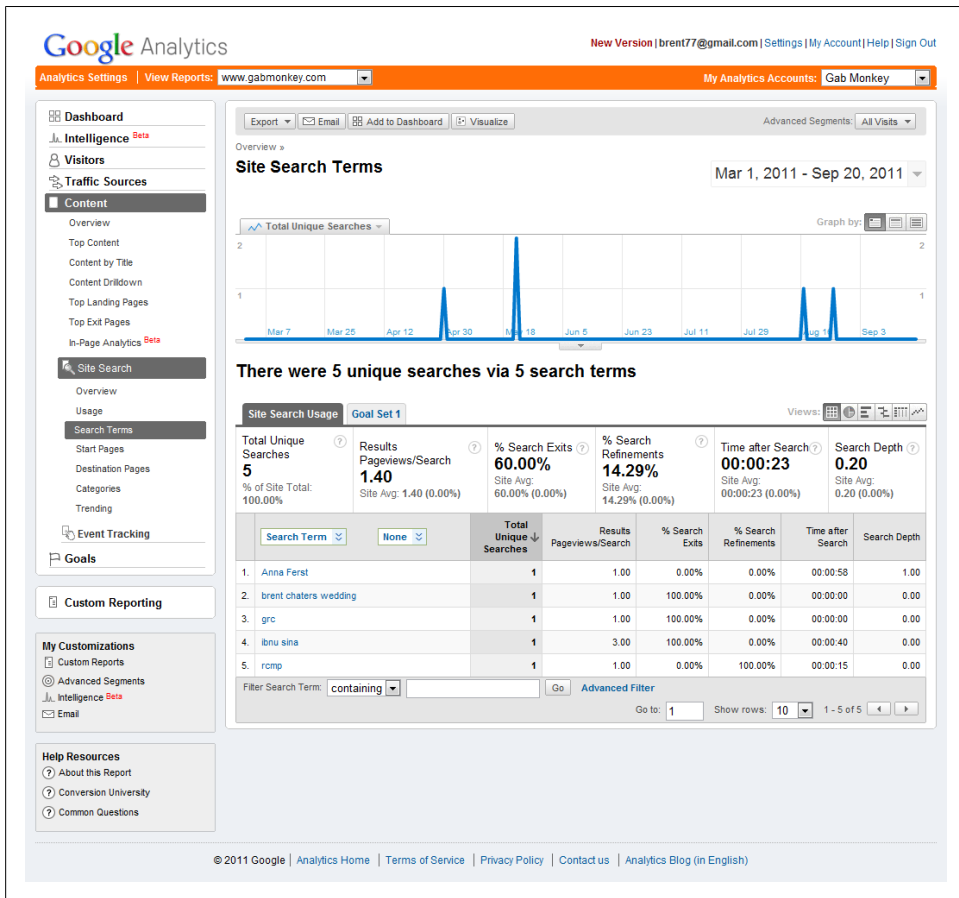 Google Analytics
New Version | brent77@gmail.com | Settings | My Account | Help | Sign Out
Analytics Settings | View Reports: www.gabmonkey.com
My Analytics Accounts: Gab Monkey
Dashboard
Intelligence Beta
Visitors
Traffic Sources
Content
Overview
Top Content
Content by Title
Content Drilldown
Top Landing Pages
Top Exit Pages
In-Page Analytics Beta
Site Search
Overview
Usage
Search Terms
Start Pages
Destination Pages
Categories
Trending
Event Tracking
Goals
Custom Reporting
My Customizations
Custom Reports
Advanced Segments
Intelligence Beta
Email
Help Resources
? About this Report
? Conversion University
? Common Questions
Export Email Add to Dashboard Visualize
Advanced Segments: All Visits
Overview »
Site Search Terms
Mar 1, 2011 - Sep 20, 2011
Total Unique Searches
Graph by:
2 2
1 1
Mar 7 Mar 25 Apr 12 Apr 30 May 18 Jun 5 Jun 23 Jul 11 Jul 29 Aug 16 Sep 3
There were 5 unique searches via 5 search terms
Site Search Usage Goal Set 1
Views:
Total Unique Searches ?
5
% of Site Total:
100.00%
Results Pageviews/Search ?
1.40
Site Avg: 1.40 (0.00%)
% Search Exits ?
60.00%
Site Avg:
60.00% (0.00%)
% Search Refinements ?
14.29%
Site Avg:
14.29% (0.00%)
Time after Search ?
00:00:23
Site Avg:
00:00:23 (0.00%)
Search Depth ?
0.20
Site Avg:
0.20 (0.00%)
Search Term None Total Unique Searches Results Pageviews/Search % Search Exits % Search Refinements Time after Search Search Depth
1. Anna Ferst 1 1.00 0.00% 0.00% 00:00:58 1.00
2. brent chaters wedding 1 1.00 100.00% 0.00% 00:00:00 0.00
3. grc 1 1.00 100.00% 0.00% 00:00:00 0.00
4. ibnu sina 1 3.00 100.00% 0.00% 00:00:40 0.00
5. rcmp 1 1.00 0.00% 100.00% 00:00:15 0.00
Filter Search Term: containing Go Advanced Filter
Go to: 1 Show rows: 10 1 - 5 of 5
© 2011 Google | Analytics Home | Terms of Service | Privacy Policy | Contact us | Analytics Blog (in English)